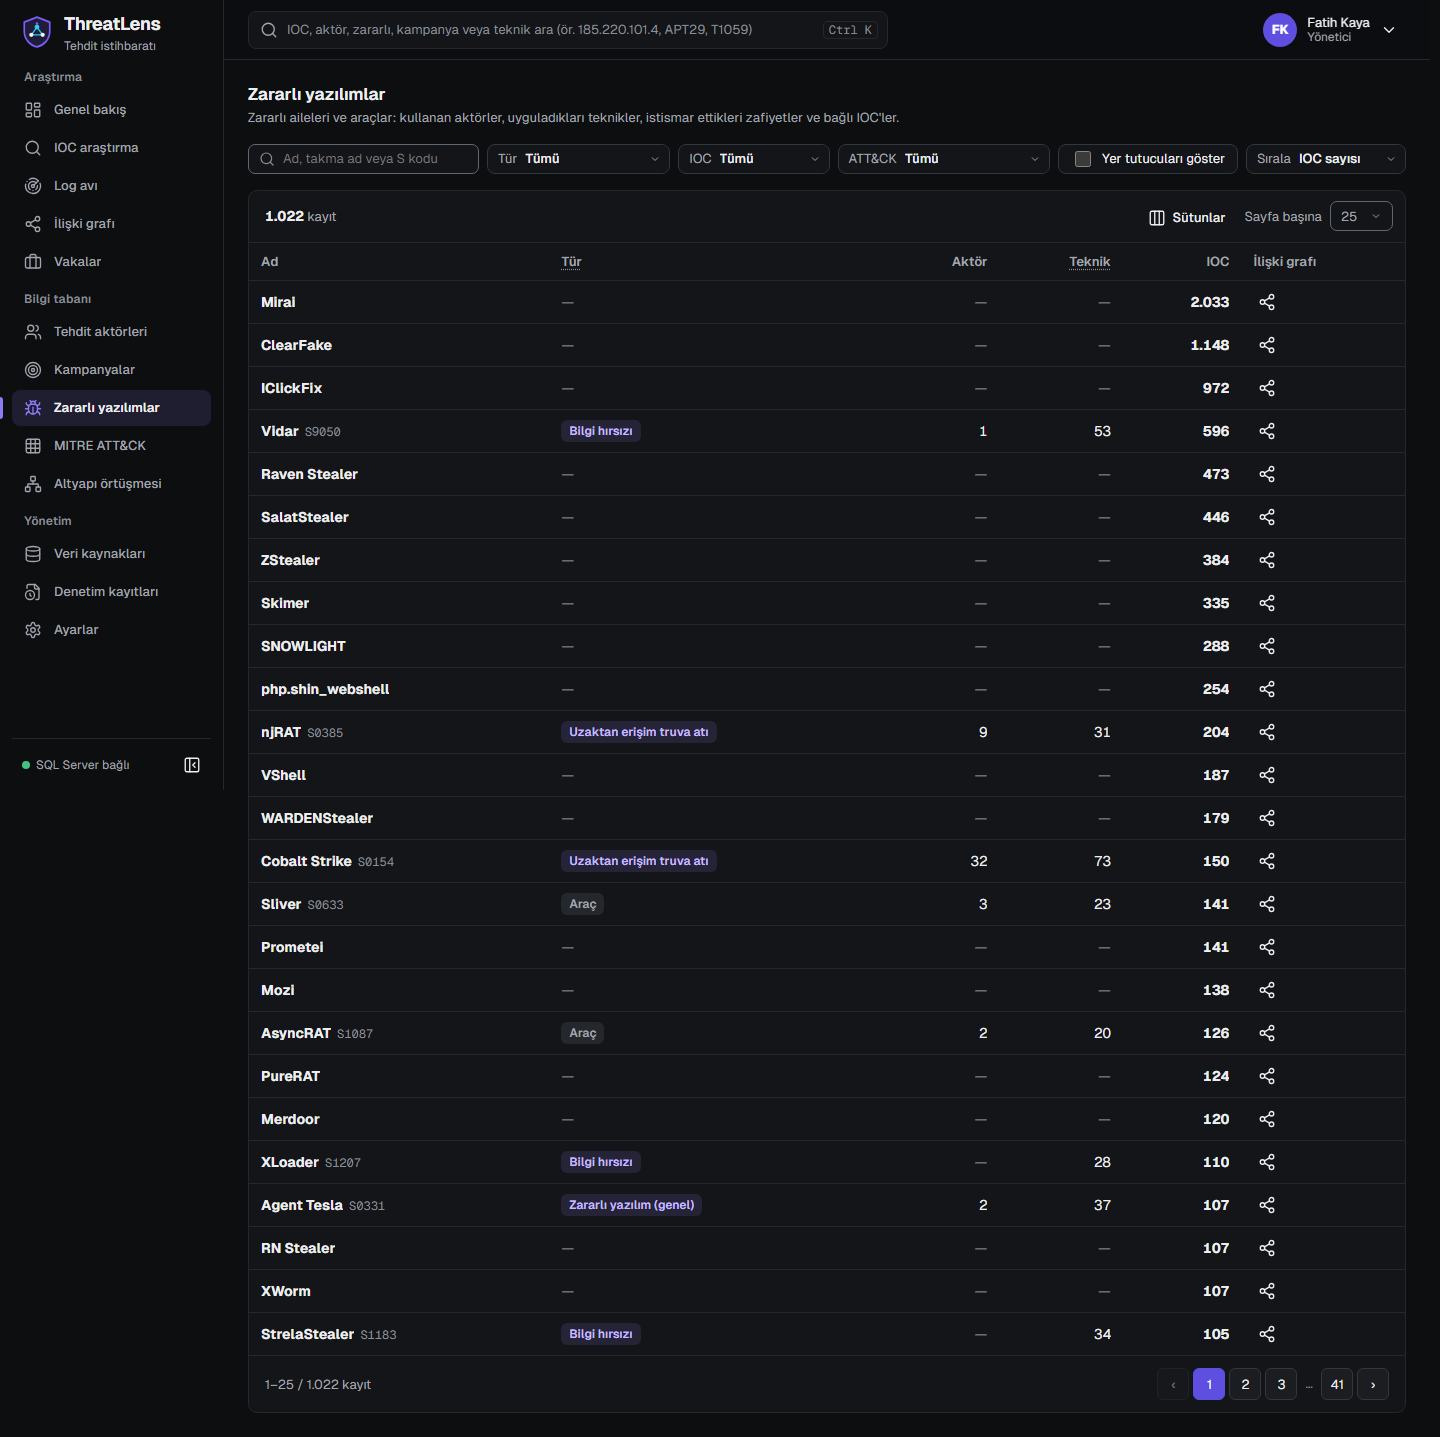 ThreatLens
Tehdit istihbaratı
IOC, aktör, zararlı, kampanya veya teknik ara (ör. 185.220.101.4, APT29, T1059)
Ctrl K
FK
Fatih Kaya
Yönetici
Araştırma
Genel bakış
IOC araştırma
Log avı
İlişki grafı
Vakalar
Bilgi tabanı
Tehdit aktörleri
Kampanyalar
Zararlı yazılımlar
MITRE ATT&CK
Altyapı örtüşmesi
Yönetim
Veri kaynakları
Denetim kayıtları
Ayarlar
SQL Server bağlı
Zararlı yazılımlar
Zararlı aileleri ve araçlar: kullanan aktörler, uyguladıkları teknikler, istismar ettikleri zafiyetler ve bağlı IOC'ler.
Ad, takma ad veya S kodu
Tür Tümü
IOC Tümü
ATT&CK Tümü
Yer tutucuları göster
Sırala IOC sayısı
1.022 kayıt
Sütunlar
Sayfa başına
25
Ad Tür Aktör Teknik IOC İlişki grafı
Mirai — — — 2.033
ClearFake — — — 1.148
IClickFix — — — 972
Vidar S9050 Bilgi hırsızı 1 53 596
Raven Stealer — — — 473
SalatStealer — — — 446
ZStealer — — — 384
Skimer — — — 335
SNOWLIGHT — — — 288
php.shin_webshell — — — 254
njRAT S0385 Uzaktan erişim truva atı 9 31 204
VShell — — — 187
WARDENStealer — — — 179
Cobalt Strike S0154 Uzaktan erişim truva atı 32 73 150
Sliver S0633 Araç 3 23 141
Prometei — — — 141
Mozi — — — 138
AsyncRAT S1087 Araç 2 20 126
PureRAT — — — 124
Merdoor — — — 120
XLoader S1207 Bilgi hırsızı — 28 110
Agent Tesla S0331 Zararlı yazılım (genel) 2 37 107
RN Stealer — — — 107
XWorm — — — 107
StrelaStealer S1183 Bilgi hırsızı — 34 105
1–25 / 1.022 kayıt
‹ 1 2 3 … 41 ›